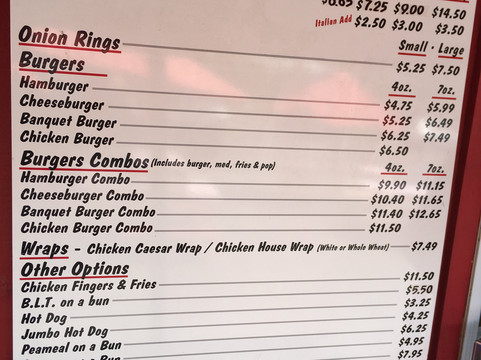 $7.25 $9.00 $14.50
Italian Add $2.50 $3.00 $3.50
Small - Large
Onion Rings $5.25 $7.50
Burgers 4oz. 7oz.
Hamburger $4.75 $5.99
Cheeseburger $5.25 $6.49
Banquet Burger $6.25 $7.49
Chicken Burger $6.50
Burgers Combos (Includes burger, med, fries & pop) 4oz. 7oz.
Hamburger Combo $9.90 $11.15
Cheeseburger Combo $10.40 $11.65
Banquet Burger Combo $11.40 $12.65
Chicken Burger Combo $11.50
Wraps - Chicken Caesar Wrap / Chicken House Wrap (White or Whole Wheat) $7.49
Other Options
Chicken Fingers & Fries $11.50
B.L.T. on a bun $5.50
Hot Dog $3.25
Jumbo Hot Dog $4.25
Peameal on a Bun $6.25
on a Bun $4.95
$7.95